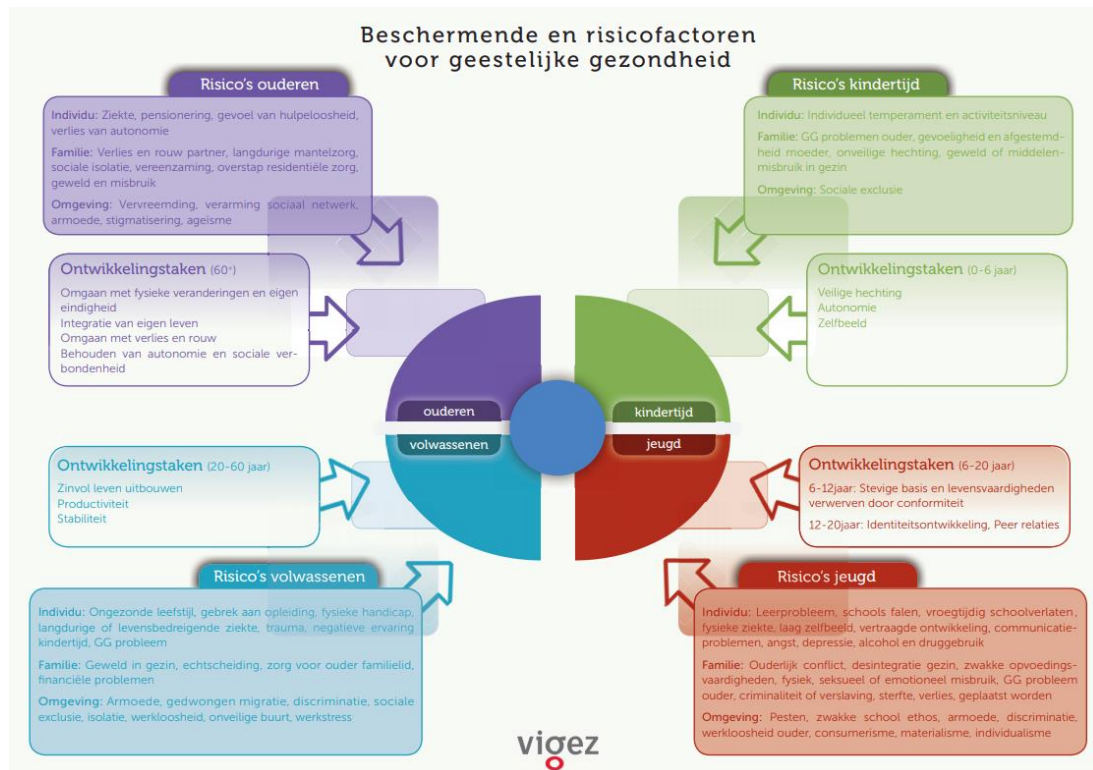 Beschermende en risicofactoren
voor geestelijke gezondheid
Risico's ouderen
Individu: Ziekte, pensionering, gevoel van hulpeloosheid,
verlies van autonomie
Familie: Verlies en rouw partner, langdurige mantelzorg,
sociale isolatie, vereenzaming, overstap residentiële zorg,
geweld en misbruik
Omgeving: Vervreemding, verarming sociaal netwerk,
armoede, stigmatisering, ageisme
Ontwikkelingstaken (60+)
Omgaan met fysieke veranderingen en eigen
eindigheid
Integratie van eigen leven
Omgaan met verlies en rouw
Behouden van autonomie en sociale ver-
bondenheid
Risico's kindertijd
Individu: Individueel temperament en activiteitsniveau
Familie: GG problemen ouder, gevoeligheid en afgestemd-
heid moeder, onveilige hechting, geweld of middelen-
misbruik in gezin
Omgeving: Sociale exclusie
Ontwikkelingstaken (0-6 jaar)
Veilige hechting
Autonomie
Zelfbeeld
ouderen
kindertijd
volwassenen
jeugd
Ontwikkelingstaken (20-60 jaar)
Zinvol leven uitbouwen
Productiviteit
Stabiliteit
Risico's volwassenen
Individu: Ongezonde leefstijl, gebrek aan opleiding, fysieke handicap,
langdurige of levensbedreigende ziekte, trauma, negatieve ervaring
kindertijd, GG probleem
Familie: Geweld in gezin, echtscheiding, zorg voor ouder familielid,
financiële problemen
Omgeving: Armoede, gedwongen migratie, discriminatie, sociale
exclusie, isolatie, werkloosheid, onveilige buurt, werkstress
Ontwikkelingstaken (6-20 jaar)
6-12jaar: Stevige basis en levensvaardigheden
verwerven door conformiteit
12-20jaar: Identiteitsontwikkeling, Peer relaties
Risico's jeugd
Individu: Leerprobleem, schools falen, vroegtijdig schoolverlaten,
fysieke ziekte, laag zelfbeeld, vertraagde ontwikkeling, communicatie-
problemen, angst, depressie, alcohol en druggebruik
Familie: Ouderlijk conflict, desintegratie gezin, zwakke opvoedings-
vaardigheden, fysiek, seksueel of emotioneel misbruik, GG probleem
ouder, criminaliteit of verslaving, sterfte, verlies, geplaatst worden
Omgeving: Pesten, zwakke school ethos, armoede, discriminatie,
werkloosheid ouder, consumerisme, materialisme, individualisme
vigez